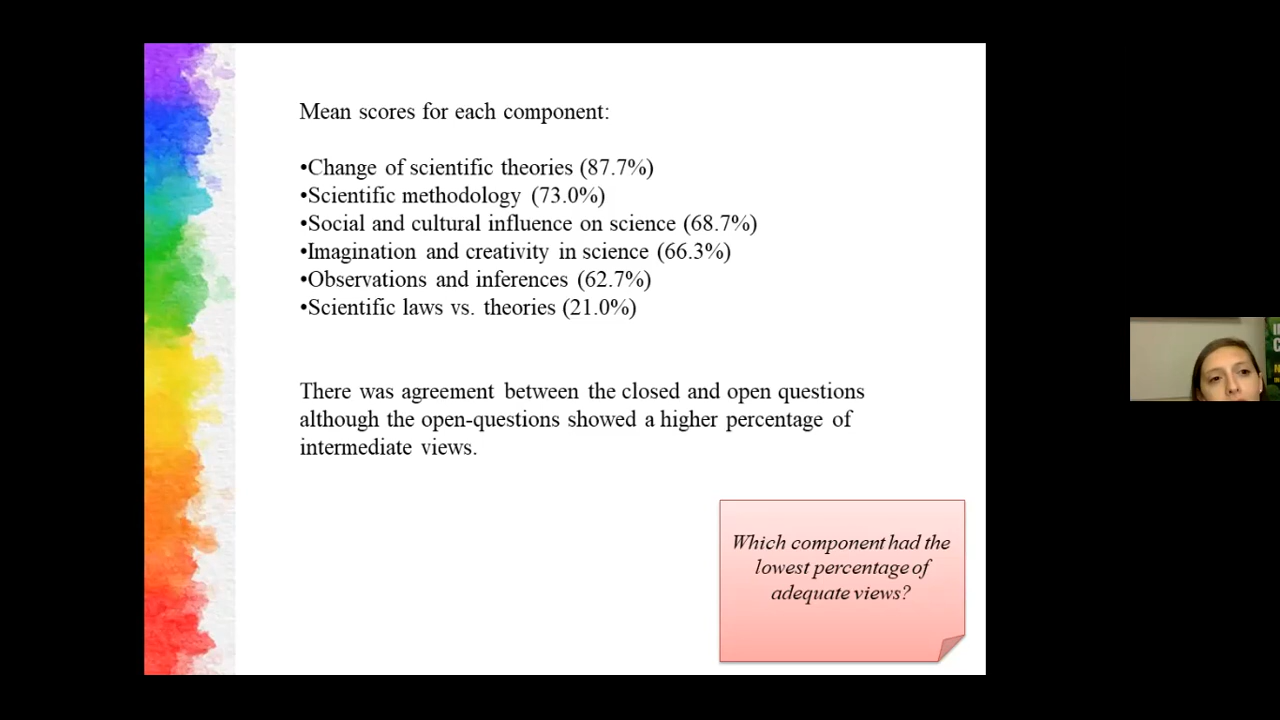 Mean scores for each component:
•Change of scientific theories (87.7%)
•Scientific methodology (73.0%)
•Social and cultural influence on science (68.7%)
•Imagination and creativity in science (66.3%)
•Observations and inferences (62.7%)
•Scientific laws vs. theories (21.0%)
There was agreement between the closed and open questions
although the open-questions showed a higher percentage of
intermediate views.
Which component had the
lowest percentage of
adequate views?